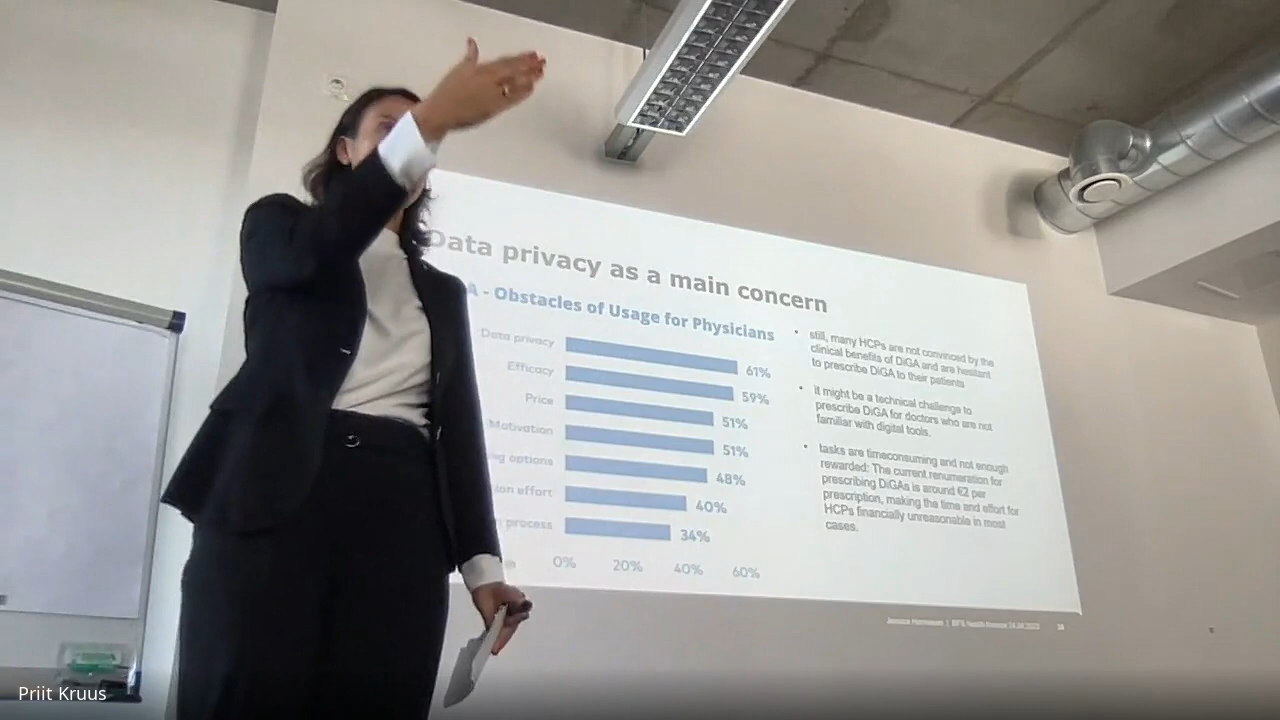 Data privacy as a main concern
A - Obstacles of Usage for Physicians
Data privacy
61%
Efficacy
59%
Price
51%
Motivation
51%
options
48%
effort
40%
process
34%
0% 20% 40% 60%
• still, many HCPs are not convinced by the
clinical benefits of DiGA and are hesitant
to prescribe DiGA to their patients
• it might be a technical challenge to
prescribe DiGA for doctors who are not
familiar with digital tools.
• tasks are timeconsuming and not enough
rewarded: The current renumeration for
prescribing DiGAs is around €2 per
prescription, making the time and effort for
HCPs financially unreasonable in most
cases.
Priit Kruus